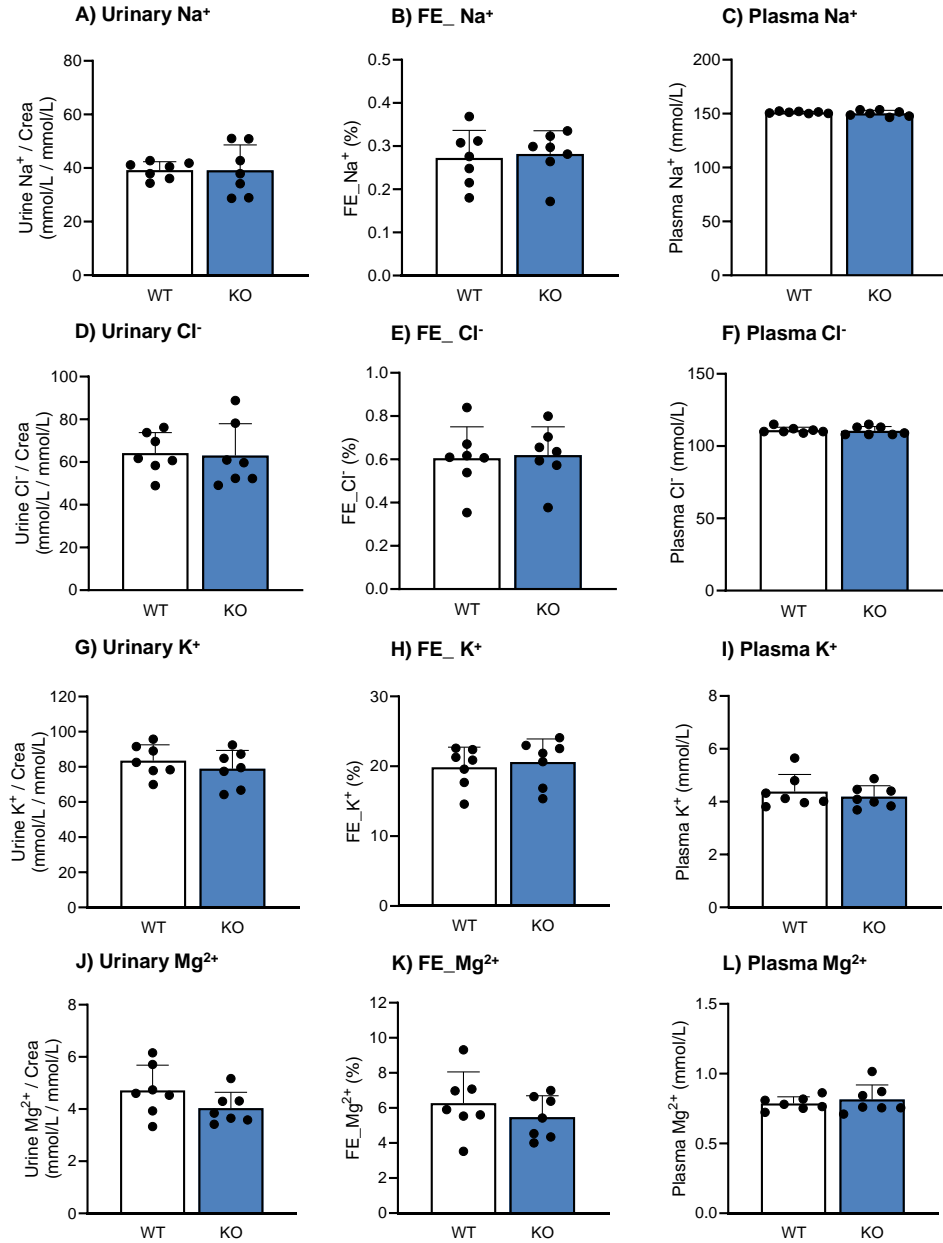 A) Urinary Na⁺
B) FE_ Na⁺
C) Plasma Na⁺
Urine Na⁺ / Crea
(mmol/L / mmol/L)
80
60
40
20
0
WT
KO
FE_Na⁺ (%)
0.5
0.4
0.3
0.2
0.1
0.0
WT
KO
Plasma Na⁺ (mmol/L)
200
150
100
50
0
WT
KO
D) Urinary Cl⁻
E) FE_ Cl⁻
F) Plasma Cl⁻
Urine Cl⁻ / Crea
(mmol/L / mmol/L)
100
80
60
40
20
0
WT
KO
FE_Cl⁻ (%)
1.0
0.8
0.6
0.4
0.2
0.0
WT
KO
Plasma Cl⁻ (mmol/L)
150
100
50
0
WT
KO
G) Urinary K⁺
H) FE_ K⁺
I) Plasma K⁺
Urine K⁺ / Crea
(mmol/L / mmol/L)
120
100
80
60
40
20
0
WT
KO
FE_K⁺ (%)
30
20
10
0
WT
KO
Plasma K⁺ (mmol/L)
8
6
4
2
0
WT
KO
J) Urinary Mg²⁺
K) FE_Mg²⁺
L) Plasma Mg²⁺
Urine Mg²⁺ / Crea
(mmol/L / mmol/L)
8
6
4
2
0
WT
KO
FE_Mg²⁺ (%)
12
10
8
6
4
2
0
WT
KO
Plasma Mg²⁺ (mmol/L)
1.5
1.0
0.5
0.0
WT
KO